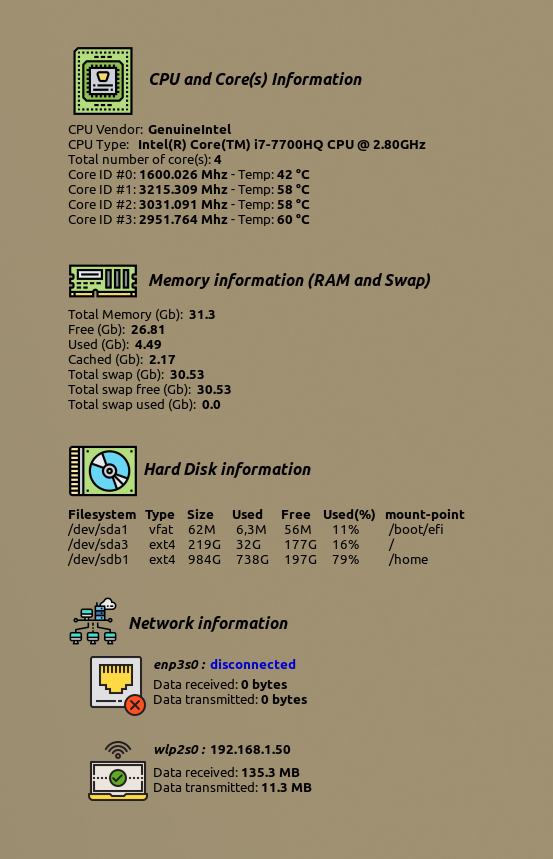 CPU and Core(s) Information
CPU Vendor: GenuineIntel
CPU Type: Intel(R) Core(TM) i7-7700HQ CPU @ 2.80GHz
Total number of core(s): 4
Core ID #0: 1600.026 Mhz - Temp: 42 °C
Core ID #1: 3215.309 Mhz - Temp: 58 °C
Core ID #2: 3031.091 Mhz - Temp: 58 °C
Core ID #3: 2951.764 Mhz - Temp: 60 °C
Memory information (RAM and Swap)
Total Memory (Gb): 31.3
Free (Gb): 26.81
Used (Gb): 4.49
Cached (Gb): 2.17
Total swap (Gb): 30.53
Total swap free (Gb): 30.53
Total swap used (Gb): 0.0
Hard Disk information
Filesystem Type Size Used Free Used(%) mount-point
/dev/sda1 vfat 62M 6,3M 56M 11% /boot/efi
/dev/sda3 ext4 219G 32G 177G 16% /
/dev/sdb1 ext4 984G 738G 197G 79% /home
Network information
enp3s0 : disconnected
Data received: 0 bytes
Data transmitted: 0 bytes
wlp2s0 : 192.168.1.50
Data received: 135.3 MB
Data transmitted: 11.3 MB